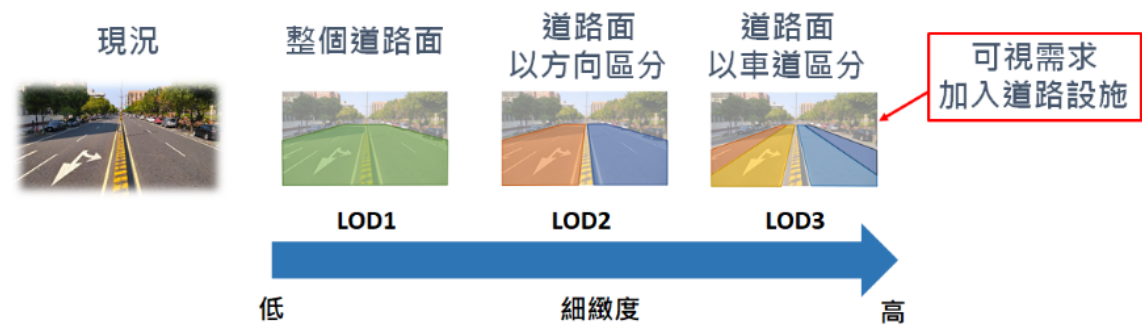 現況
整個道路面
道路面
以方向區分
道路面
以車道區分
可視需求
加入道路設施
LOD1
LOD2
LOD3
低
細緻度
高